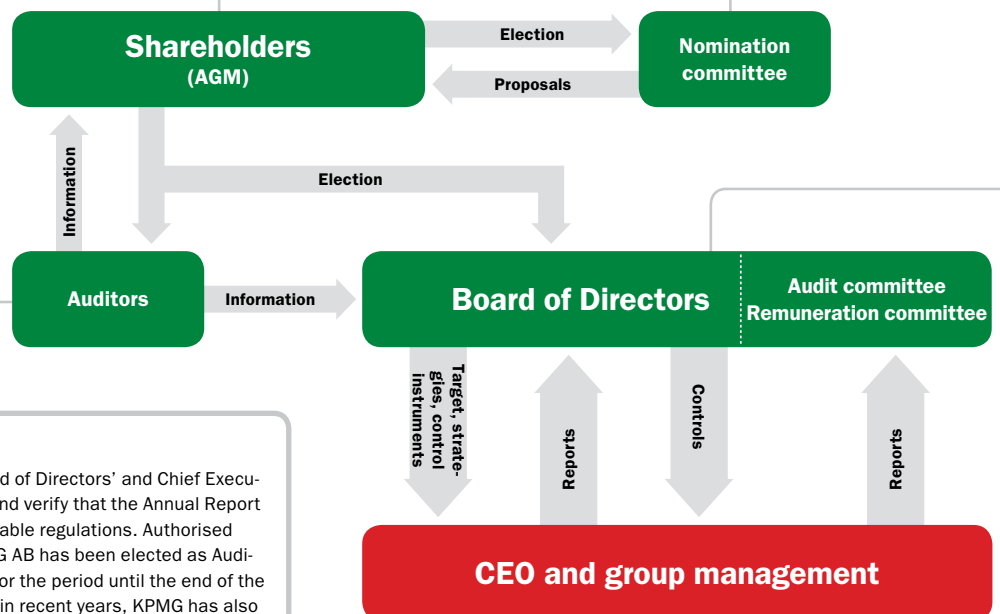 Shareholders
(AGM)
Election
Proposals
Nomination
committee
Information
Election
Auditors
Information
Board of Directors
Audit committee
Remuneration committee
Target, strate-
gies, control
instruments
Reports
Controls
Reports
CEO and group management
d of Directors’ and Chief Execu-
nd verify that the Annual Report
able regulations. Authorised
G AB has been elected as Audi-
or the period until the end of the
in recent years, KPMG has also